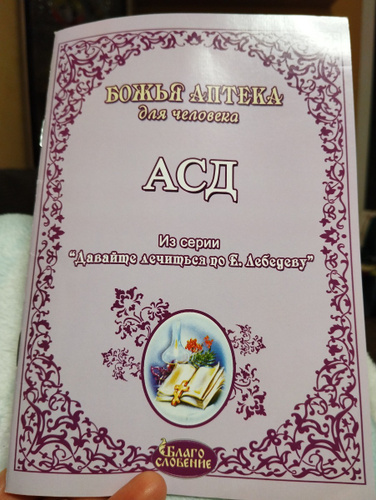 БОЖЬЯ АПТЕКА
для человека
АСД
Из серии
"Давайте лечиться по Е. Лебедеву"
Благо
словение